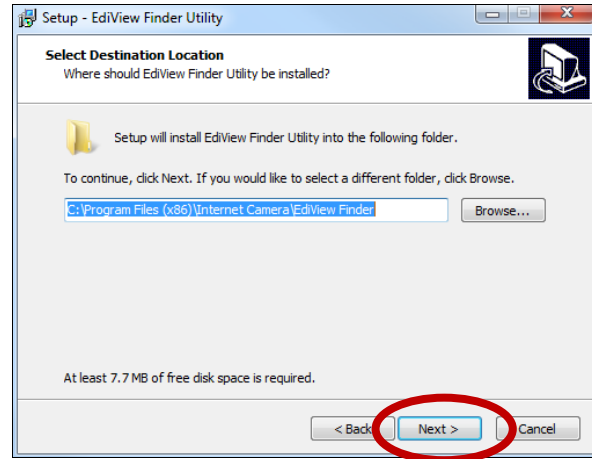 Setup - EdiView Finder Utility
Select Destination Location
Where should EdiView Finder Utility be installed?
Setup will install EdiView Finder Utility into the following folder.
To continue, click Next. If you would like to select a different folder, click Browse.
C:\Program Files (x86)\Internet Camera\EdiView Finder
Browse...
At least 7.7 MB of free disk space is required.
< Back
Next >
Cancel